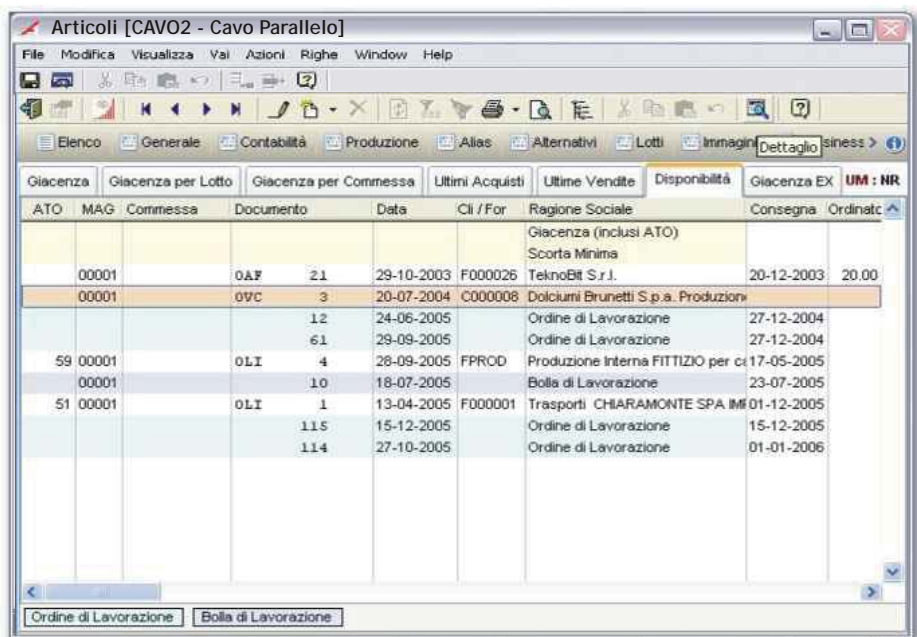 Articoli [CAVO2 - Cavo Parallelo]
File Modifica Visualizza Vai Azioni Righe Window Help
Elenco Generale Contabilità Produzione Alias Alternativi Lotti Immagini Dettaglio siness >
Giacenza Giacenza per Lotto Giacenza per Commessa Ultimi Acquisti Ultime Vendite Disponibilità Giacenza EX UM : NR
ATO MAG Commessa Documento Data Cli / For Ragione Sociale Consegna Ordinato
Giacenza (inclusi ATO)
Scorta Minima
00001 OAF 21 29-10-2003 F000026 TeknoBit S.r.l. 20-12-2003 20.00
00001 OVC 3 20-07-2004 C000008 Dolciumi Brunetti S.p.a. Produzion
12 24-06-2005 Ordine di Lavorazione 27-12-2004
61 29-09-2005 Ordine di Lavorazione 27-12-2004
59 00001 OLI 4 28-09-2005 FPROD Produzione Interna FITTIZIO per ca 17-05-2005
00001 10 18-07-2005 Bolla di Lavorazione 23-07-2005
51 00001 OLI 1 13-04-2005 F000001 Trasporti CHIARAMONTE SPA IMF 01-12-2005
115 15-12-2005 Ordine di Lavorazione 15-12-2005
114 27-10-2005 Ordine di Lavorazione 01-01-2006
Ordine di Lavorazione Bolla di Lavorazione